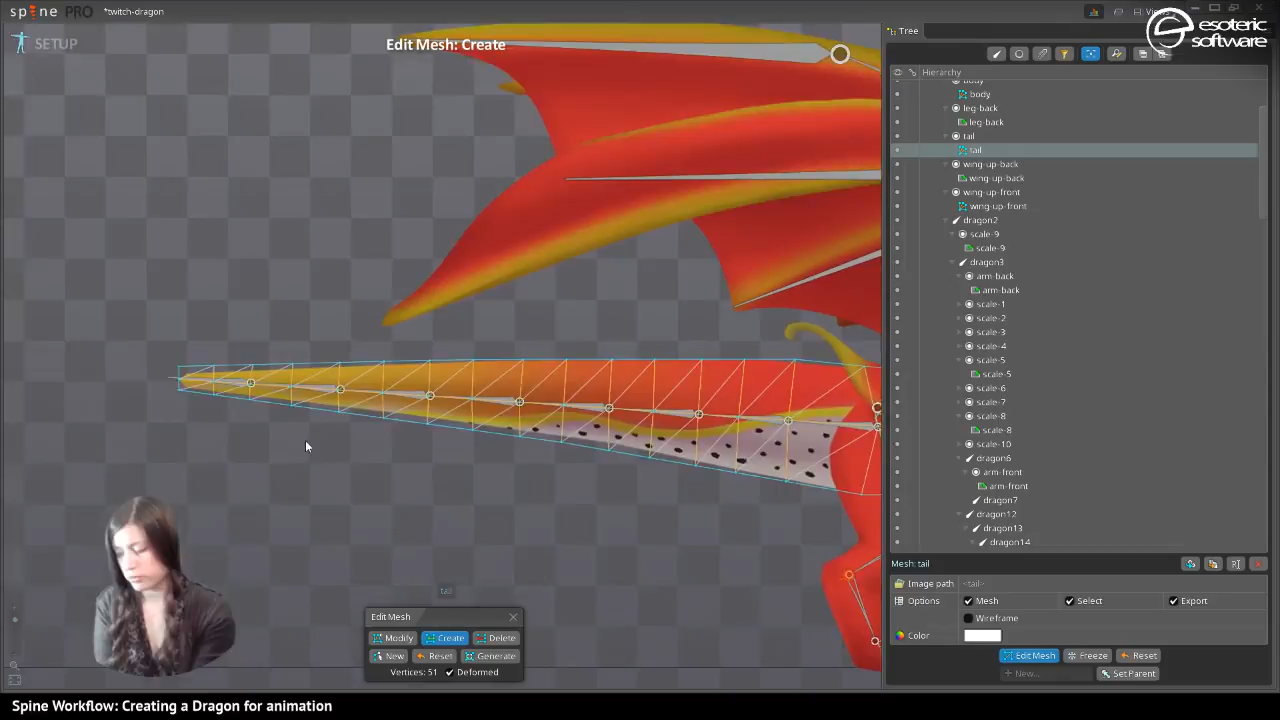 spine PRO
*twitch-dragon
Views
esoteric
software
SETUP
Edit Mesh: Create
Tree
Hierarchy
body
body
leg-back
leg-back
tail
tail
wing-up-back
wing-up-back
wing-up-front
wing-up-front
dragon2
scale-9
scale-9
dragon3
arm-back
arm-back
scale-1
scale-2
scale-3
scale-4
scale-5
scale-5
scale-6
scale-7
scale-8
scale-8
scale-10
dragon6
arm-front
arm-front
dragon7
dragon12
dragon13
dragon14
Mesh: tail
Image path <tail>
Options Mesh Select Export
Wireframe
Color
Edit Mesh Freeze Reset
+ New... Set Parent
tail
Edit Mesh
Modify Create Delete
New Reset Generate
Vertices: 51 Deformed
Spine Workflow: Creating a Dragon for animation